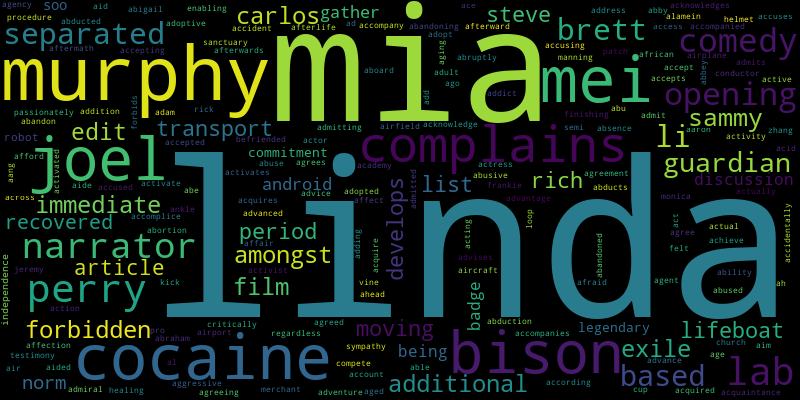 linda
mia
murphy
joel
mei
complains
cocaine
bison
perry
narrator
lab
carlos
steve
brett
comedy
separated
opening
sammy
edit
transport
li
guardian
discussion
immediate
android
commitment
list
rich
develops
recovered
period
amongst
article
film
badge
forbidden
moving
legendary
lifeboat
exile
norm
being
based
additional
soo
gather
independence
robot
agency
aid
abigail
enabling
procedure
abducted
adoptive
accident
afterwards
sanctuary
aftermath
accepting
afterlife
ad
accompany
abandoning
adopt
afterward
ace
address
abby
acknowledges
access
accompanied
accuses
alamein
helmet
accusing
manning
patch
african
airplane
admits
accept
accepts
abbey
conductor
active
aboard
abruptly
adult
ago
aging
add
addict
passionately
addition
abandon
adam
rick
forbids
admitting
airfield
acknowledge
finishing
semi
absence
abu
admit
aaron
activity
zhang
acid
accepted
befriended
actor
abuse
agrees
academy
actress
abusive
agreement
abducts
frankie
advantage
monica
actually
afford
aang
activated
across
aide
accused
activate
abe
activates
acquires
advanced
advice
adopted
affect
admitted
accomplice
ankle
abortion
affair
activist
adding
acquire
acting
advises
aircraft
loop
abandoned
afraid
act
agree
felt
actual
achieve
ability
agent
abused
accidentally
ah
jeremy
action
kick
vine
ahead
affection
pro
abraham
airport
critically
regardless
agreed
abduction
accompanies
church
aim
age
advance
testimony
air
aided
al
sympathy
compete
account
able
admiral
healing
aggressive
agreeing
merchant
adventure
aged
according
cup
acquired
acquaintance